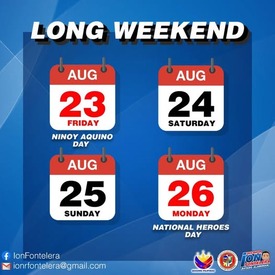 LONG WEEKEND
AUG
23
FRIDAY
NINOY AQUINO
DAY
AUG
24
SATURDAY
AUG
25
SUNDAY
AUG
26
MONDAY
NATIONAL HEROES
DAY
IonFontelera
ionrfontelera@gmail.com
ION